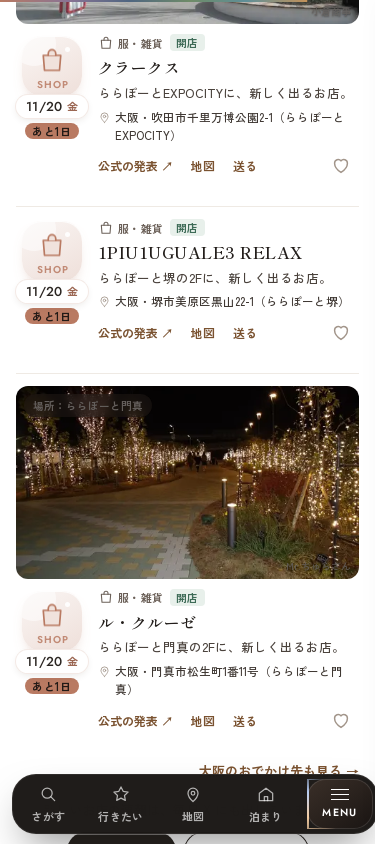 服・雑貨 開店
クラークス
SHOP
ららぽーとEXPOCITYに、新しく出るお店。
11/20 金
大阪・吹田市千里万博公園2-1（ららぽーと
EXPOCITY）
あと1日
公式の発表 ↗ 地図 送る
服・雑貨 開店
1PIU1UGUALE3 RELAX
SHOP
ららぽーと堺の2Fに、新しく出るお店。
11/20 金
大阪・堺市美原区黒山22-1（ららぽーと堺）
あと1日
公式の発表 ↗ 地図 送る
場所：ららぽーと門真
服・雑貨 開店
ル・クルーゼ
SHOP
ららぽーと門真の2Fに、新しく出るお店。
11/20 金
大阪・門真市松生町1番11号（ららぽーと門
真）
あと1日
公式の発表 ↗ 地図 送る
大阪のおでかけ先も見る →
さがす 行きたい 地図 泊まり MENU